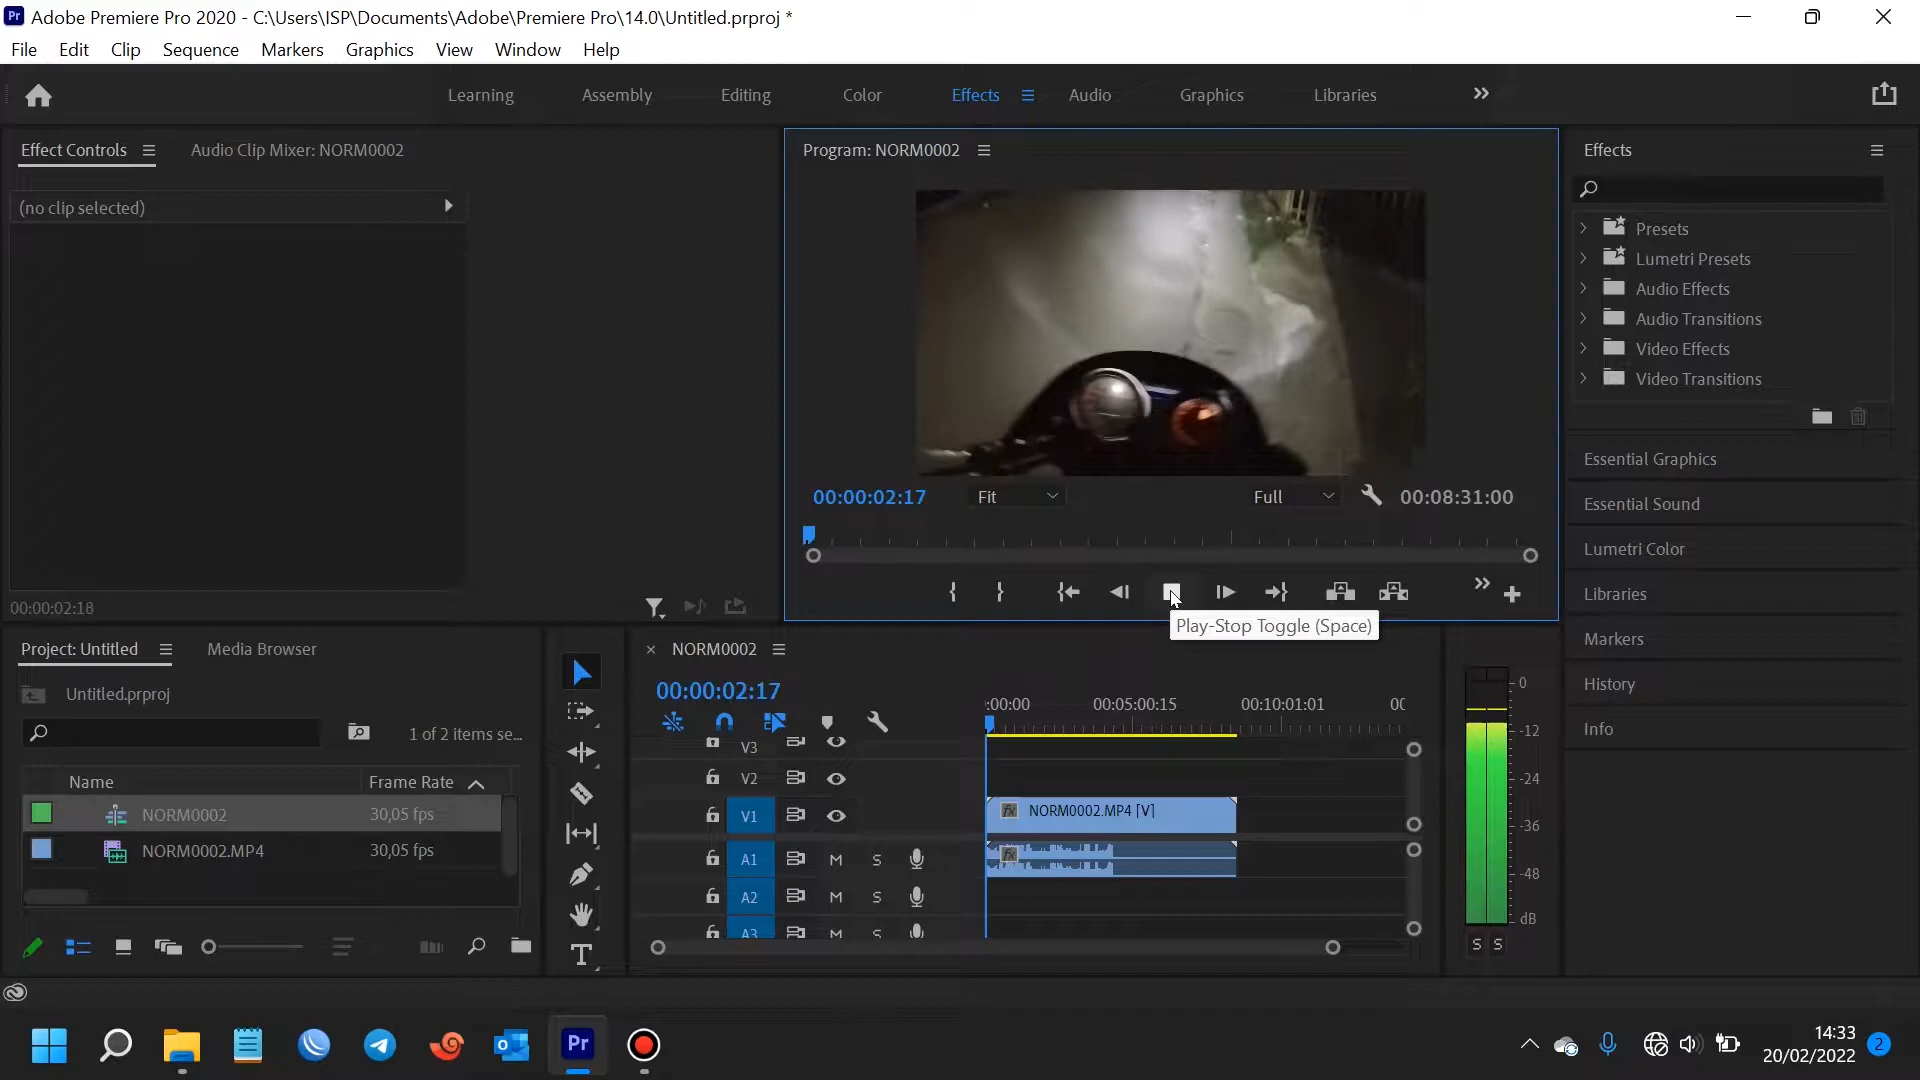 Pr Adobe Premiere Pro 2020 - C:\Users\ISP\Documents\Adobe\Premiere Pro\14.0\Untitled.prproj *
File Edit Clip Sequence Markers Graphics View Window Help
Learning Assembly Editing Color Effects Audio Graphics Libraries
Effect Controls Audio Clip Mixer: NORM0002
(no clip selected)
00:00:02:18
Program: NORM0002
00:00:02:17 Fit Full 00:08:31:00
Play-Stop Toggle (Space)
Effects
Presets
Lumetri Presets
Audio Effects
Audio Transitions
Video Effects
Video Transitions
Essential Graphics
Essential Sound
Lumetri Color
Libraries
Markers
History
Info
Project: Untitled Media Browser
Untitled.prproj
1 of 2 items se...
Name Frame Rate
NORM0002 30,05 fps
NORM0002.MP4 30,05 fps
NORM0002
00:00:02:17
:00:00 00:05:00:15 00:10:01:01 00
V3
V2
V1 fx NORM0002.MP4 [V]
A1 M S fx
A2 M S
A3 M S
0
-12
-24
-36
-48
dB
S S
Pr
14:33
20/02/2022 2